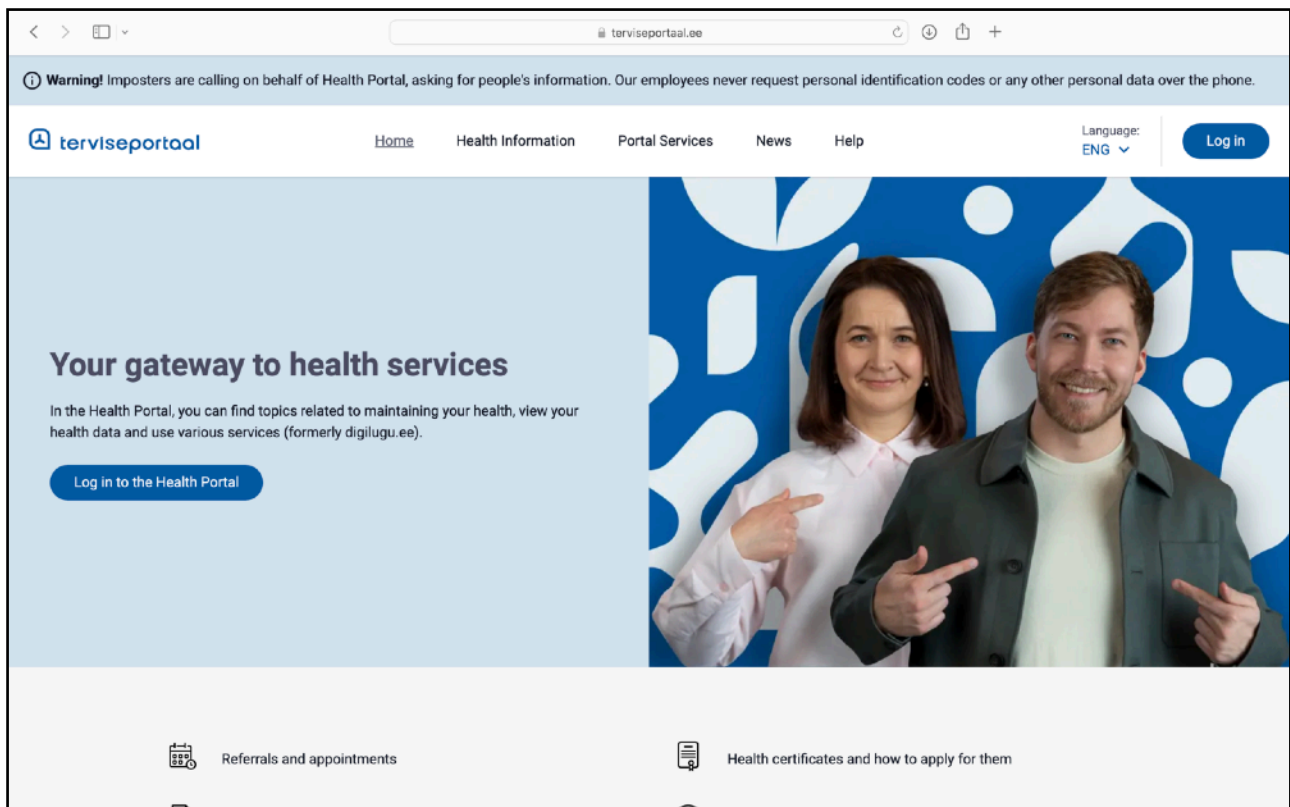 terviseportaal.ee
Warning! Imposters are calling on behalf of Health Portal, asking for people's information. Our employees never request personal identification codes or any other personal data over the phone.
terviseportaal
Home
Health Information
Portal Services
News
Help
Language:
ENG
Log in
Your gateway to health services
In the Health Portal, you can find topics related to maintaining your health, view your
health data and use various services (formerly digilugu.ee).
Log in to the Health Portal
Referrals and appointments
Health certificates and how to apply for them